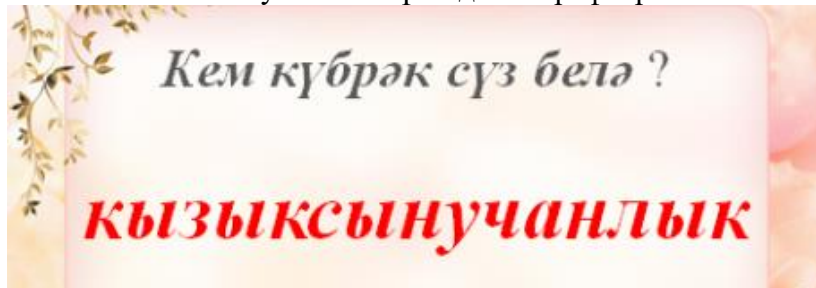 Кем күбрәк сүз белә ?
кызыксынучанлык